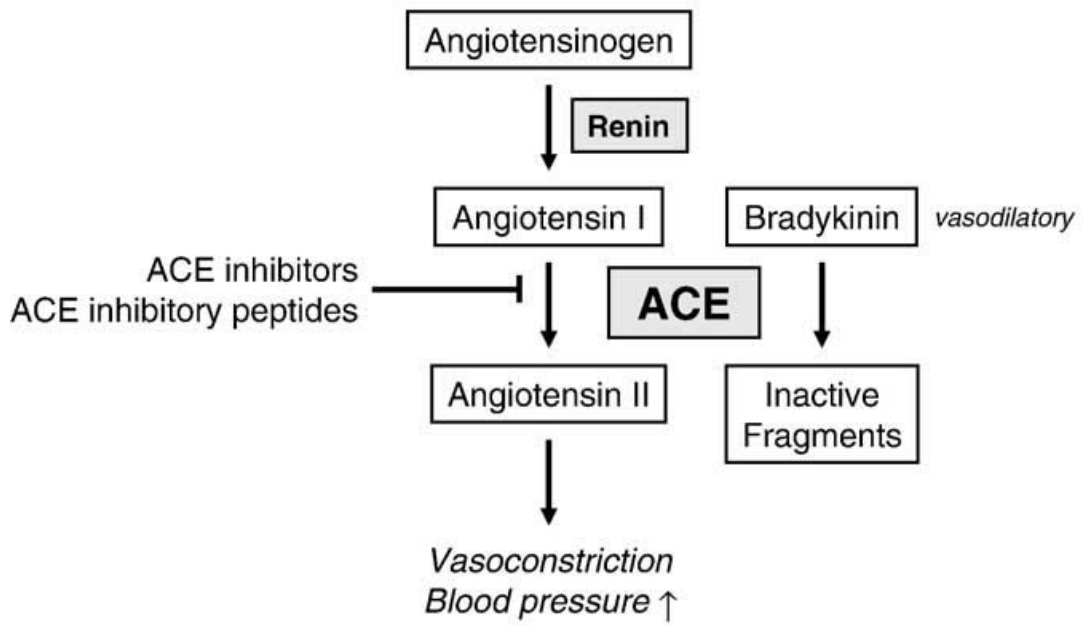 Angiotensinogen
Renin
Angiotensin I
Bradykinin
vasodilatory
ACE inhibitors
ACE inhibitory peptides
ACE
Angiotensin II
Inactive
Fragments
Vasoconstriction
Blood pressure ↑